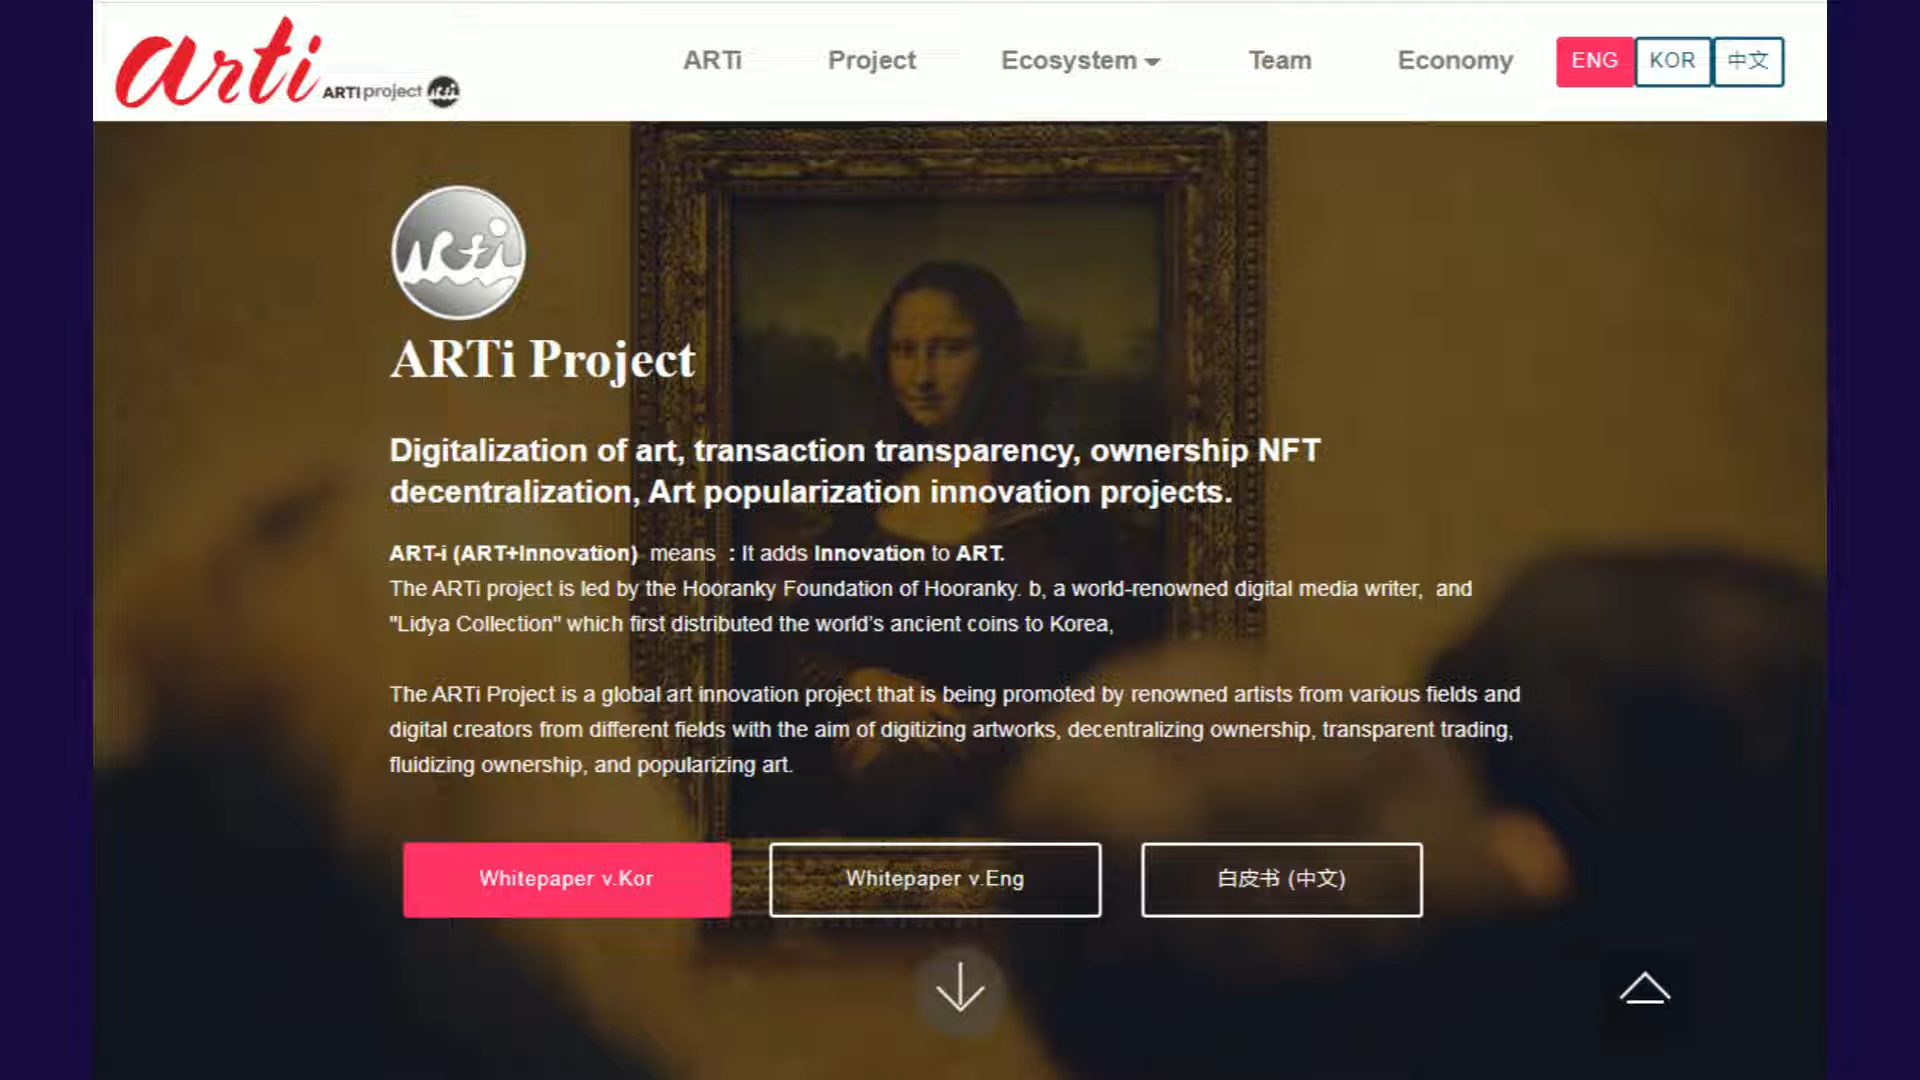 arti ARTi project arti
ARTi Project Ecosystem Team Economy ENG KOR 中文
ARti
ARTi Project
Digitalization of art, transaction transparency, ownership NFT
decentralization, Art popularization innovation projects.
ART-i (ART+Innovation) means : It adds Innovation to ART.
The ARTi project is led by the Hooranky Foundation of Hooranky. b, a world-renowned digital media writer, and
"Lidya Collection" which first distributed the world's ancient coins to Korea,
The ARTi Project is a global art innovation project that is being promoted by renowned artists from various fields and
digital creators from different fields with the aim of digitizing artworks, decentralizing ownership, transparent trading,
fluidizing ownership, and popularizing art.
Whitepaper v.Kor Whitepaper v.Eng 白皮书 (中文)